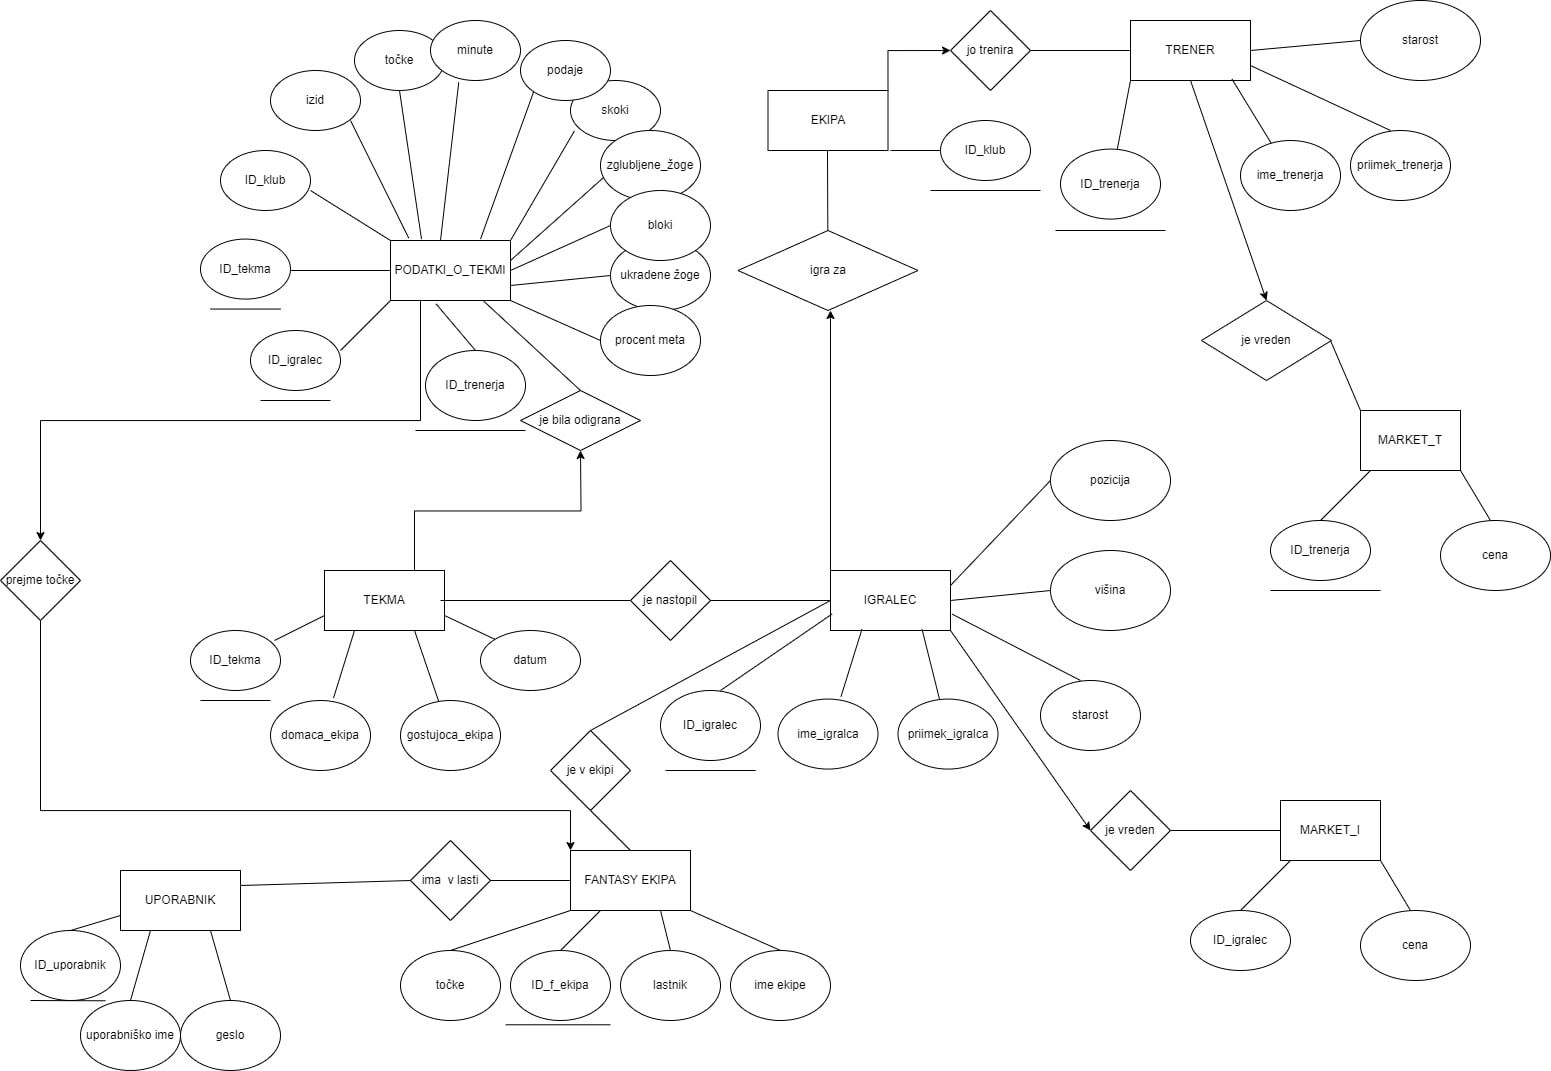 starost
jo trenira
TRENER
minute
točke
podaje
izid
skoki
EKIPA
ID_klub
zglubljene_žoge
priimek_trenerja
ime_trenerja
ID_klub
ID_trenerja
bloki
ID_tekma
PODATKI_O_TEKMI
igra za
ukradene žoge
procent meta
je vreden
ID_igralec
ID_trenerja
je bila odigrana
MARKET_T
pozicija
ID_trenerja
cena
prejme točke
višina
TEKMA
je nastopil
IGRALEC
ID_tekma
datum
starost
ID_igralec
domaca_ekipa
gostujoca_ekipa
ime_igralca
priimek_igralca
je v ekipi
je vreden
MARKET_I
ima v lasti
FANTASY EKIPA
UPORABNIK
ID_igralec
cena
ID_uporabnik
točke
ID_f_ekipa
lastnik
ime ekipe
uporabniško ime
geslo